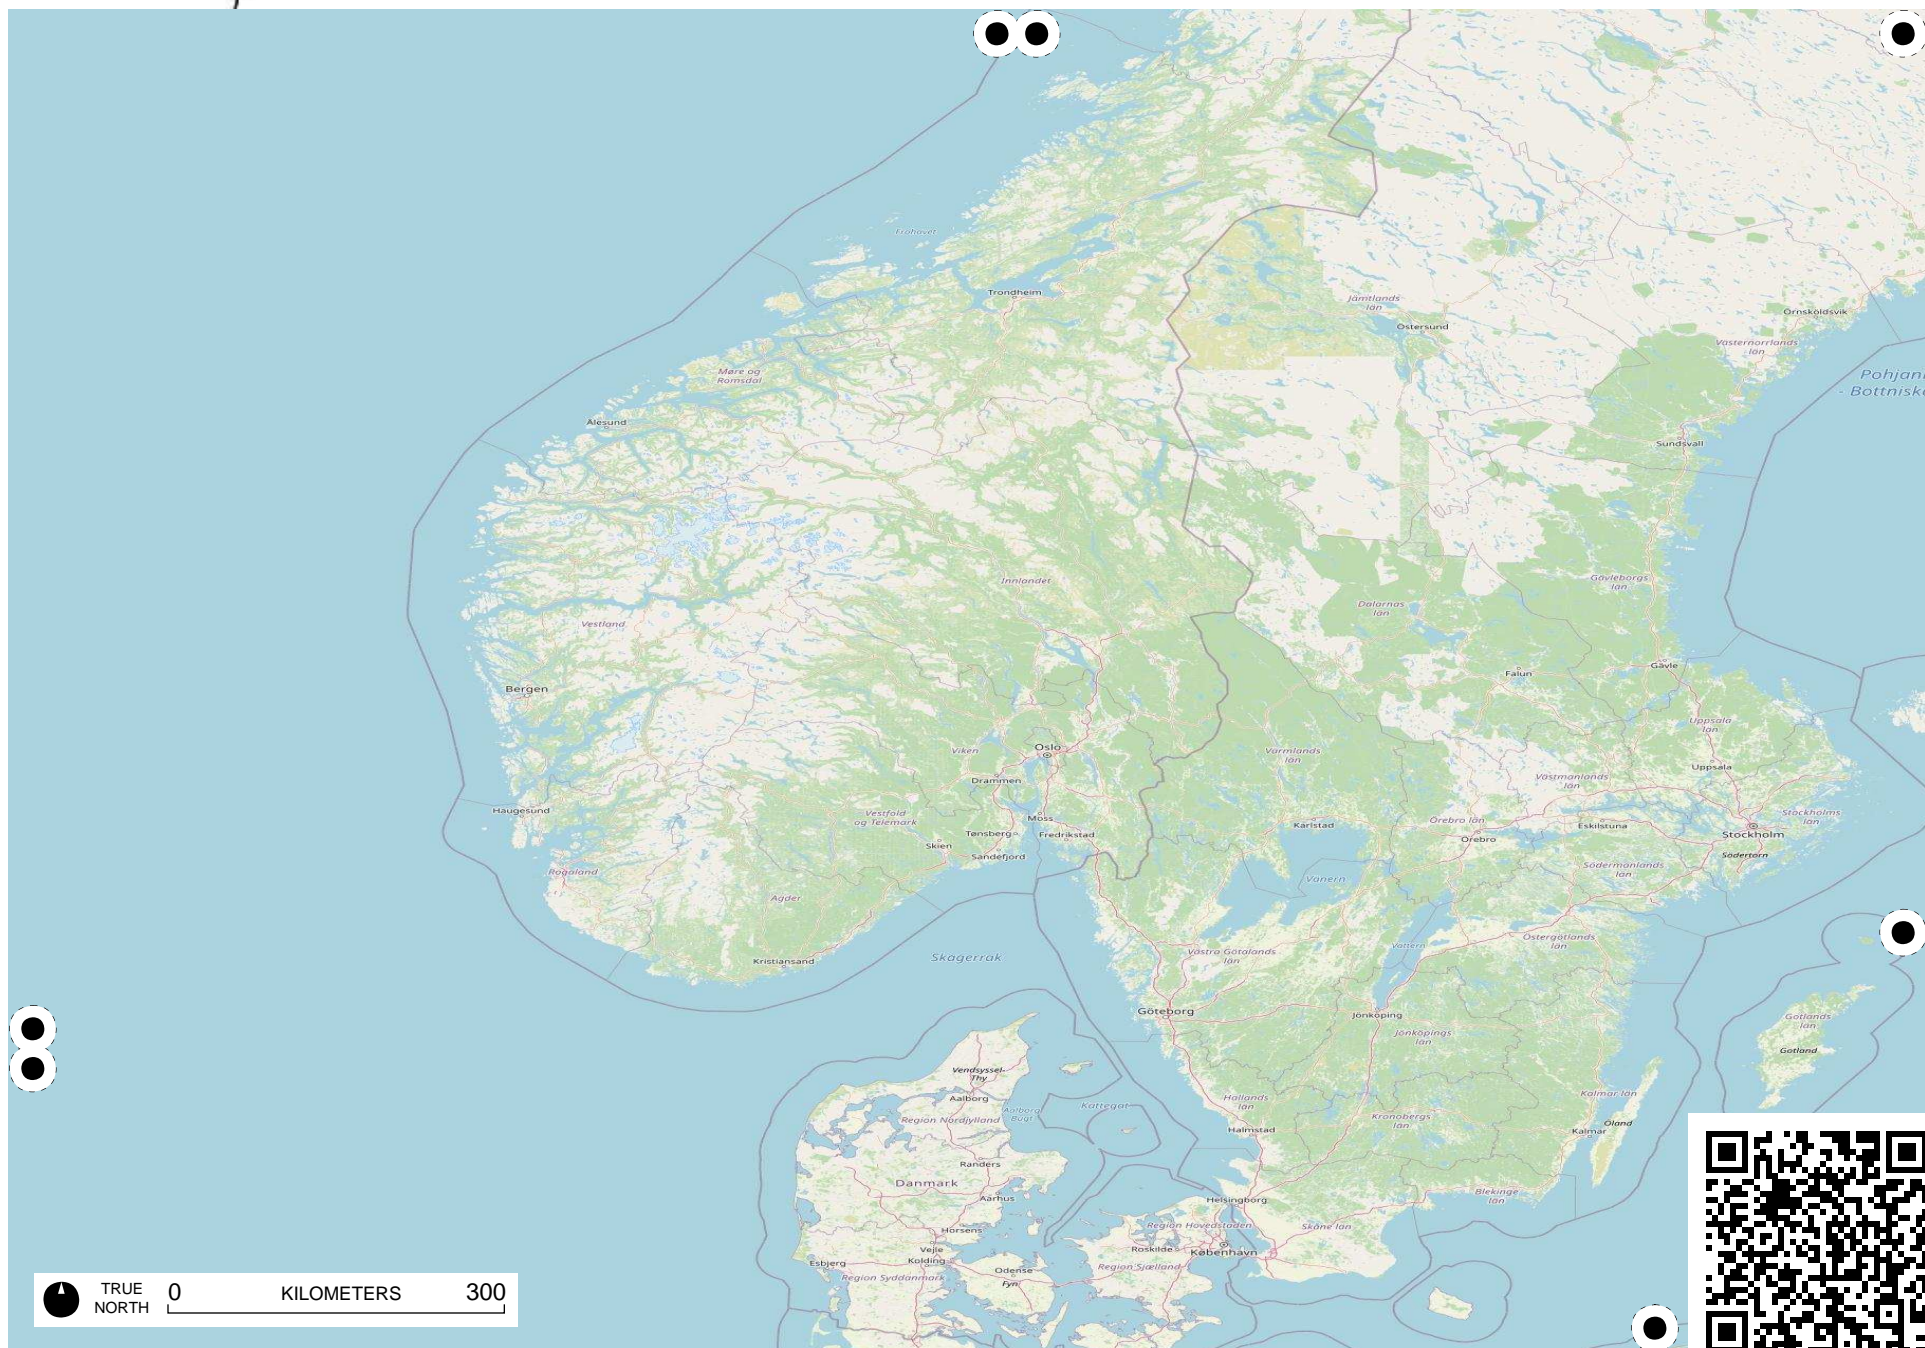 Frohavet
Trondheim
Jämtlands
län
Östersund
Örnsköldsvik
Västernorrlands
län
Møre og
Romsdal
Pohjan
- Bottnisk
Ålesund
Sundsvall
Innlandet
Gävleborgs
län
Dalarnas
län
Vestland
Gävle
Falun
Bergen
Uppsala
län
Oslo
Viken
Värmlands
län
Uppsala
Drammen
Västmanlands
län
Haugesund
Vestfold
og Telemark
Moss
Stockholms
län
Karlstad
Örebro län
Eskilstuna
Tønsberg
Fredrikstad
Stockholm
Örebro
Skien
Sandefjord
Södertörn
Södermanlands
län
Rogaland
Vänern
Agder
Östergötlands
län
Vättern
Västra Götalands
län
Skagerrak
Kristiansand
Göteborg
Jönköping
Gotlands
län
Jönköpings
län
Gotland
Vendsyssel-
Thy
Aalborg
Hallands
län
Kalmar län
Kattegat
Aalborg
Bugt
Region Nordjylland
Kronobergs
län
Öland
Halmstad
Kalmar
Randers
Danmark
Blekinge
län
Aarhus
Helsingborg
Region Hovedstaden
Skåne län
Horsens
Vejle
Roskilde
København
Kolding
Esbjerg
Region Sjælland
Odense
Region Syddanmark
Fyn
TRUE
NORTH
0 KILOMETERS 300